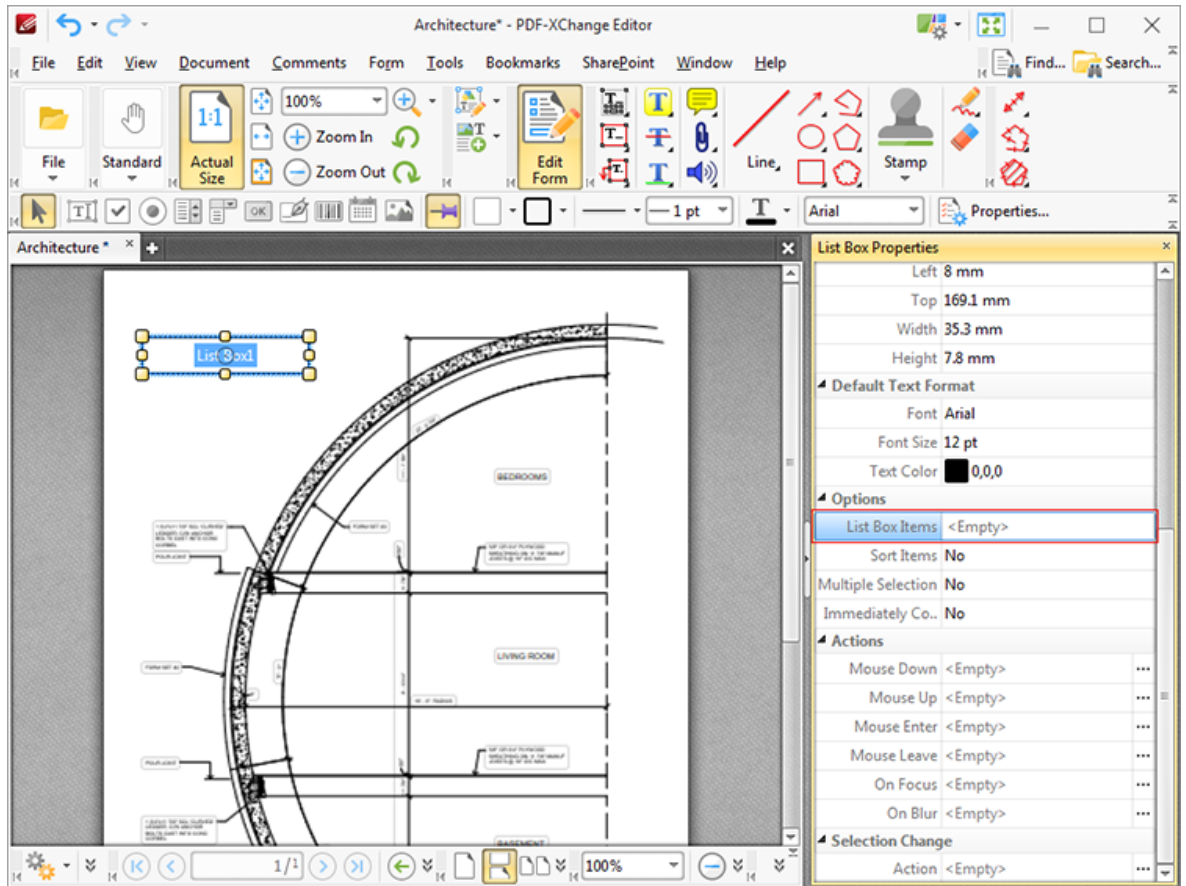 Architecture* - PDF-XChange Editor
File Edit View Document Comments Form Tools Bookmarks SharePoint Window Help Find... Search...
File
Standard
Actual Size
1:1
100%
Zoom In
Zoom Out
Edit Form
Line
Stamp
OK
1 pt
Arial
Properties...
Architecture *
List Box Properties
Left 8 mm
Top 169.1 mm
Width 35.3 mm
Height 7.8 mm
Default Text Format
Font Arial
Font Size 12 pt
Text Color 0,0,0
Options
List Box Items <Empty>
Sort Items No
Multiple Selection No
Immediately Co.. No
Actions
Mouse Down <Empty> ...
Mouse Up <Empty> ...
Mouse Enter <Empty> ...
Mouse Leave <Empty> ...
On Focus <Empty> ...
On Blur <Empty> ...
Selection Change
Action <Empty> ...
List Box1
BEDROOMS
LIVING ROOM
BASEMENT
1/1
100%